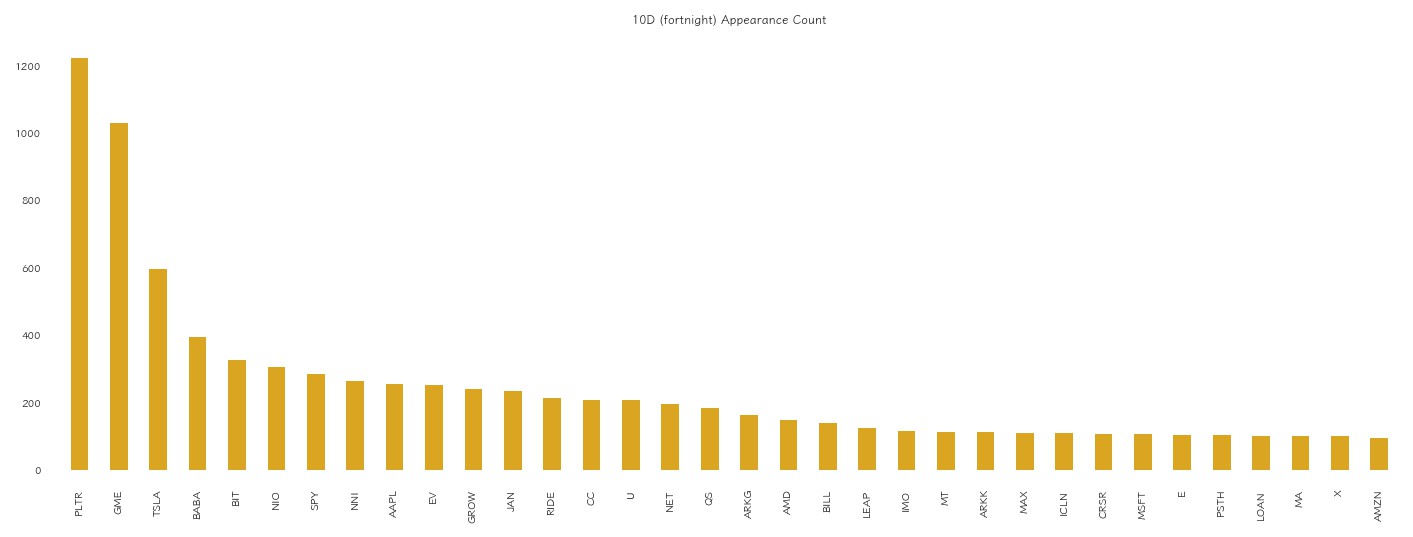 10D (fortnight) Appearance Count
1200
1000
800
600
400
200
0
PLTR
GME
TSLA
BABA
BIT
NIO
SPY
NNI
AAPL
EV
GROW
JAN
RIDE
CC
U
NET
QS
ARKG
AMD
BILL
LEAP
IMO
MT
ARKK
MAX
ICLN
CRSR
MSFT
E
PSTH
LOAN
MA
X
AMZN